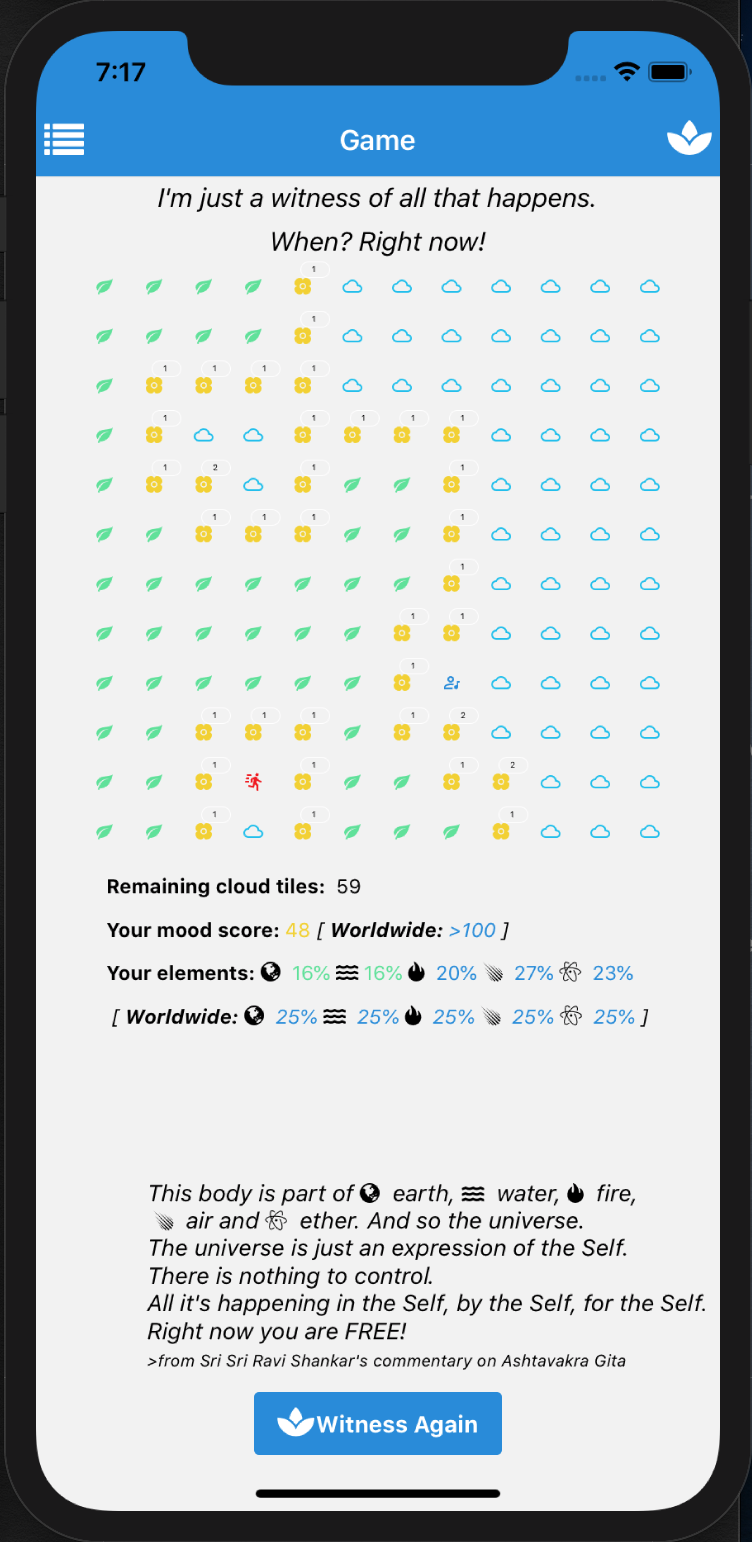 7:17
Game
I'm just a witness of all that happens.
When? Right now!
1
1
1 1 1 1
1 1 1 1 1
1 2 1 1
1 1 1 1
1
1 1
1
1 1 1 1 2
1 1 1 2
1 1 1
Remaining cloud tiles: 59
Your mood score: 48 [ Worldwide: >100 ]
Your elements: 16% 16% 20% 27% 23%
[ Worldwide: 25% 25% 25% 25% 25% ]
This body is part of earth, water, fire,
air and ether. And so the universe.
The universe is just an expression of the Self.
There is nothing to control.
All it's happening in the Self, by the Self, for the Self.
Right now you are FREE!
>from Sri Sri Ravi Shankar's commentary on Ashtavakra Gita
Witness Again